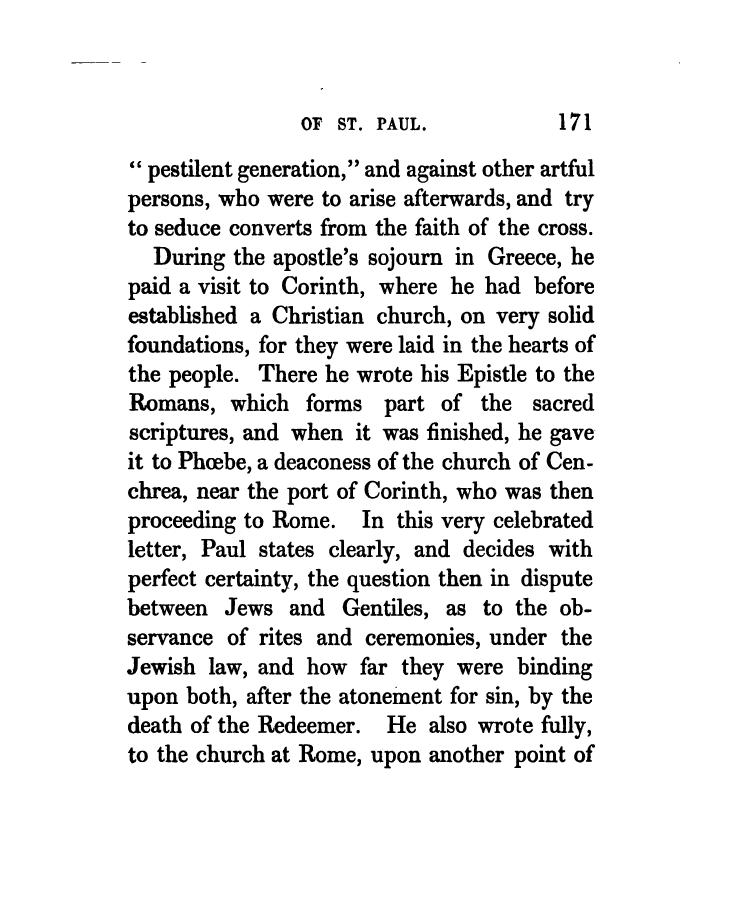 OF ST. PAUL. 171
“ pestilent generation,” and against other artful
persons, who were to arise afterwards, and try
to seduce converts from the faith of the cross.
During the apostle’s sojourn in Greece, he
paid a visit to Corinth, where he had before
established a Christian church, on very solid
foundations, for they were laid in the hearts of
the people. There he wrote his Epistle to the
Romans, which forms part of the sacred
scriptures, and when it was finished, he gave
it to Phœbe, a deaconess of the church of Cen-
chrea, near the port of Corinth, who was then
proceeding to Rome. In this very celebrated
letter, Paul states clearly, and decides with
perfect certainty, the question then in dispute
between Jews and Gentiles, as to the ob-
servance of rites and ceremonies, under the
Jewish law, and how far they were binding
upon both, after the atonement for sin, by the
death of the Redeemer. He also wrote fully,
to the church at Rome, upon another point of